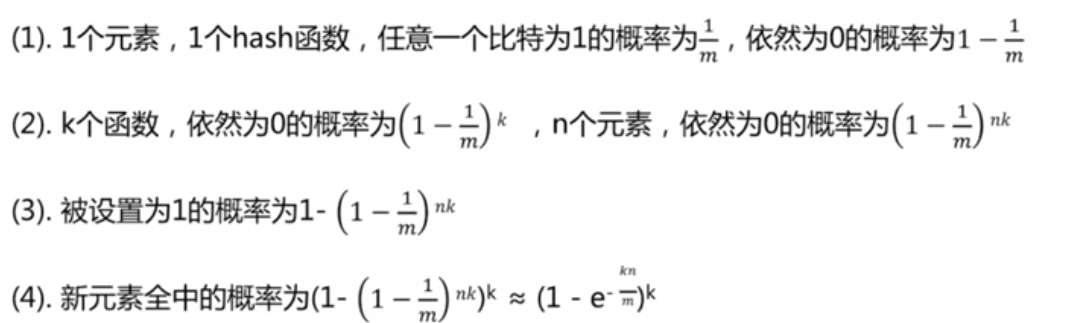 (1). 1个元素，1个hash函数，任意一个比特为1的概率为$\frac{1}{m}$，依然为0的概率为$1-\frac{1}{m}$
(2). k个函数，依然为0的概率为$\left(1-\frac{1}{m}\right)^{k}$ ，n个元素，依然为0的概率为$\left(1-\frac{1}{m}\right)^{nk}$
(3). 被设置为1的概率为1- $\left(1-\frac{1}{m}\right)^{nk}$
(4). 新元素全中的概率为(1- $\left(1-\frac{1}{m}\right)^{nk})^{k}$ ≈ $(1 - e^{-\frac{kn}{m}})^{k}$